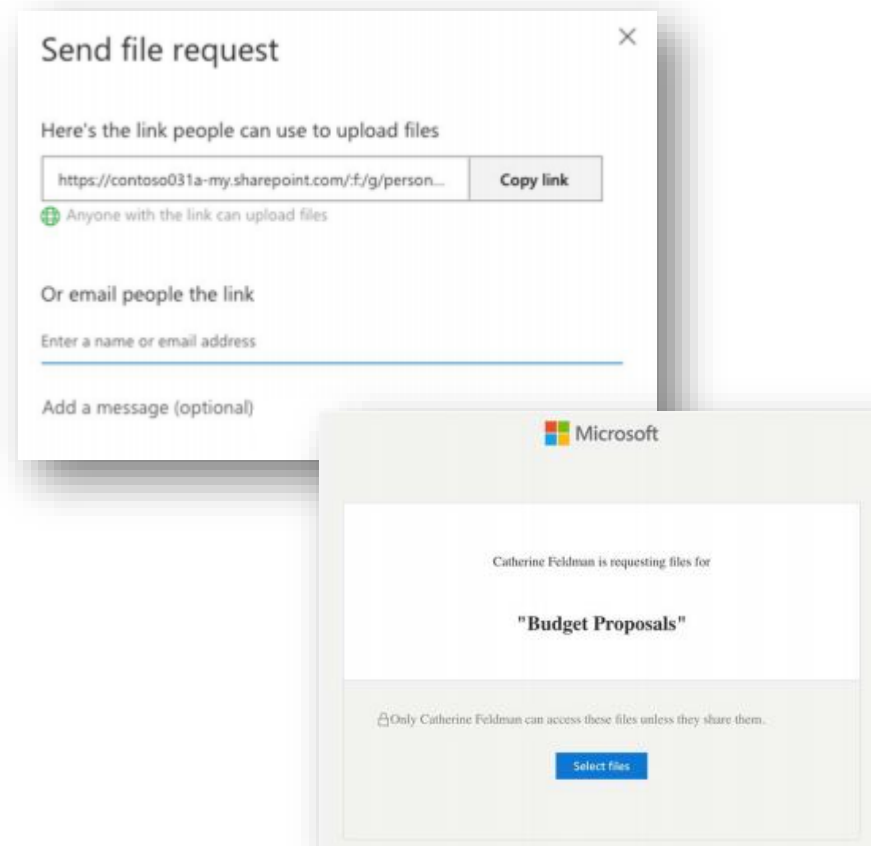 Send file request
Here's the link people can use to upload files
https://contoso031a-my.sharepoint.com/:f:/g/person...
Copy link
Anyone with the link can upload files
Or email people the link
Enter a name or email address
Add a message (optional)
Microsoft
Catherine Feldman is requesting files for
"Budget Proposals"
Only Catherine Feldman can access these files unless they share them.
Select files